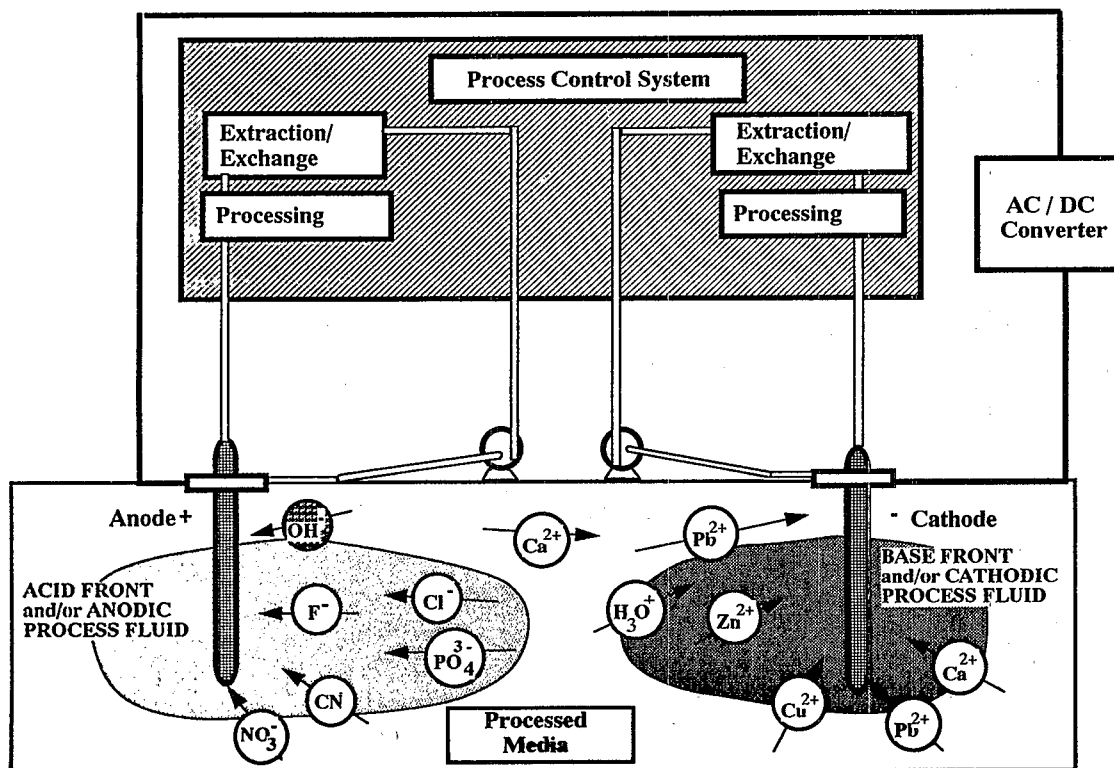 Process Control System
Extraction/
Exchange
Processing
Extraction/
Exchange
Processing
AC / DC
Converter
Anode+
- Cathode
OH-
Ca2+
Pb2+
ACID FRONT
and/or ANODIC
PROCESS FLUID
F-
Cl-
PO43-
CN
NO3-
H3O+
Zn2+
BASE FRONT
and/or CATHODIC
PROCESS FLUID
Ca2+
Cu2+
Pb2+
Processed
Media